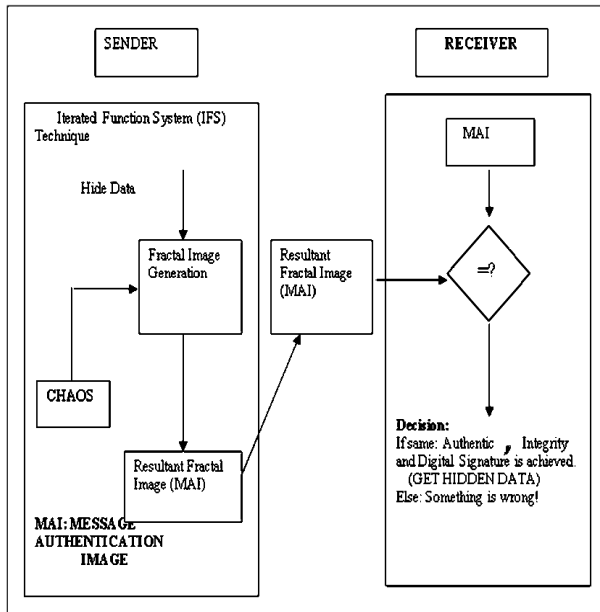 SENDER
RECEIVER
Iterated Function System (IFS)
Technique
Hide Data
Fractal Image
Generation
CHAOS
Resultant Fractal
Image (MAI)
MAI: MESSAGE
AUTHENTICATION
IMAGE
Resultant
Fractal Image
(MAI)
MAI
=?
Decision:
If same: Authentic , Integrity
and Digital Signature is achieved.
(GET HIDDEN DATA)
Else: Something is wrong!